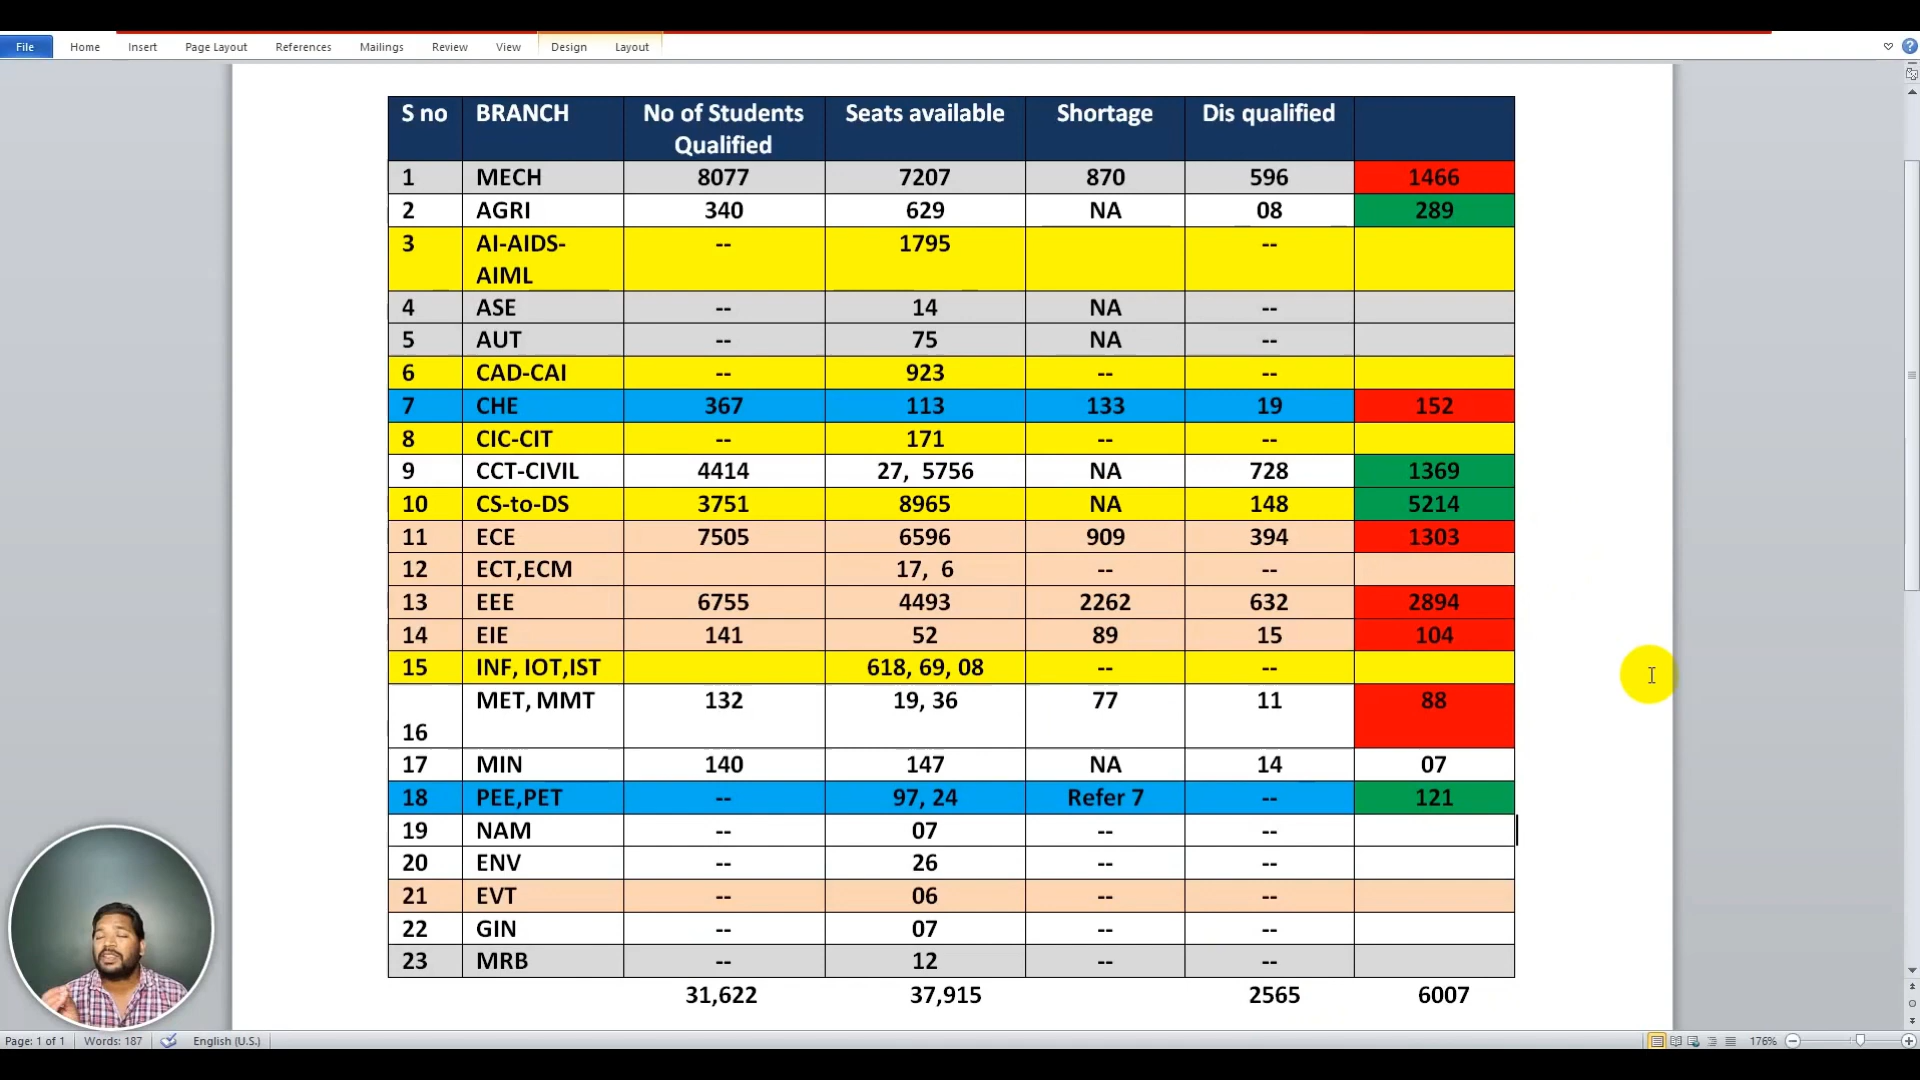 File Home Insert Page Layout References Mailings Review View Design Layout
S no BRANCH No of Students Qualified Seats available Shortage Dis qualified
1 MECH 8077 7207 870 596 1466
2 AGRI 340 629 NA 08 289
3 AI-AIDS-AIML -- 1795 --
4 ASE -- 14 NA --
5 AUT -- 75 NA --
6 CAD-CAI -- 923 -- --
7 CHE 367 113 133 19 152
8 CIC-CIT -- 171 -- --
9 CCT-CIVIL 4414 27, 5756 NA 728 1369
10 CS-to-DS 3751 8965 NA 148 5214
11 ECE 7505 6596 909 394 1303
12 ECT,ECM 17, 6 -- --
13 EEE 6755 4493 2262 632 2894
14 EIE 141 52 89 15 104
15 INF, IOT,IST 618, 69, 08 -- --
16 MET, MMT 132 19, 36 77 11 88
17 MIN 140 147 NA 14 07
18 PEE,PET -- 97, 24 Refer 7 -- 121
19 NAM -- 07 -- --
20 ENV -- 26 -- --
21 EVT -- 06 -- --
22 GIN -- 07 -- --
23 MRB -- 12 -- --
31,622 37,915 2565 6007
Page: 1 of 1 Words: 187 English (U.S.) 176%